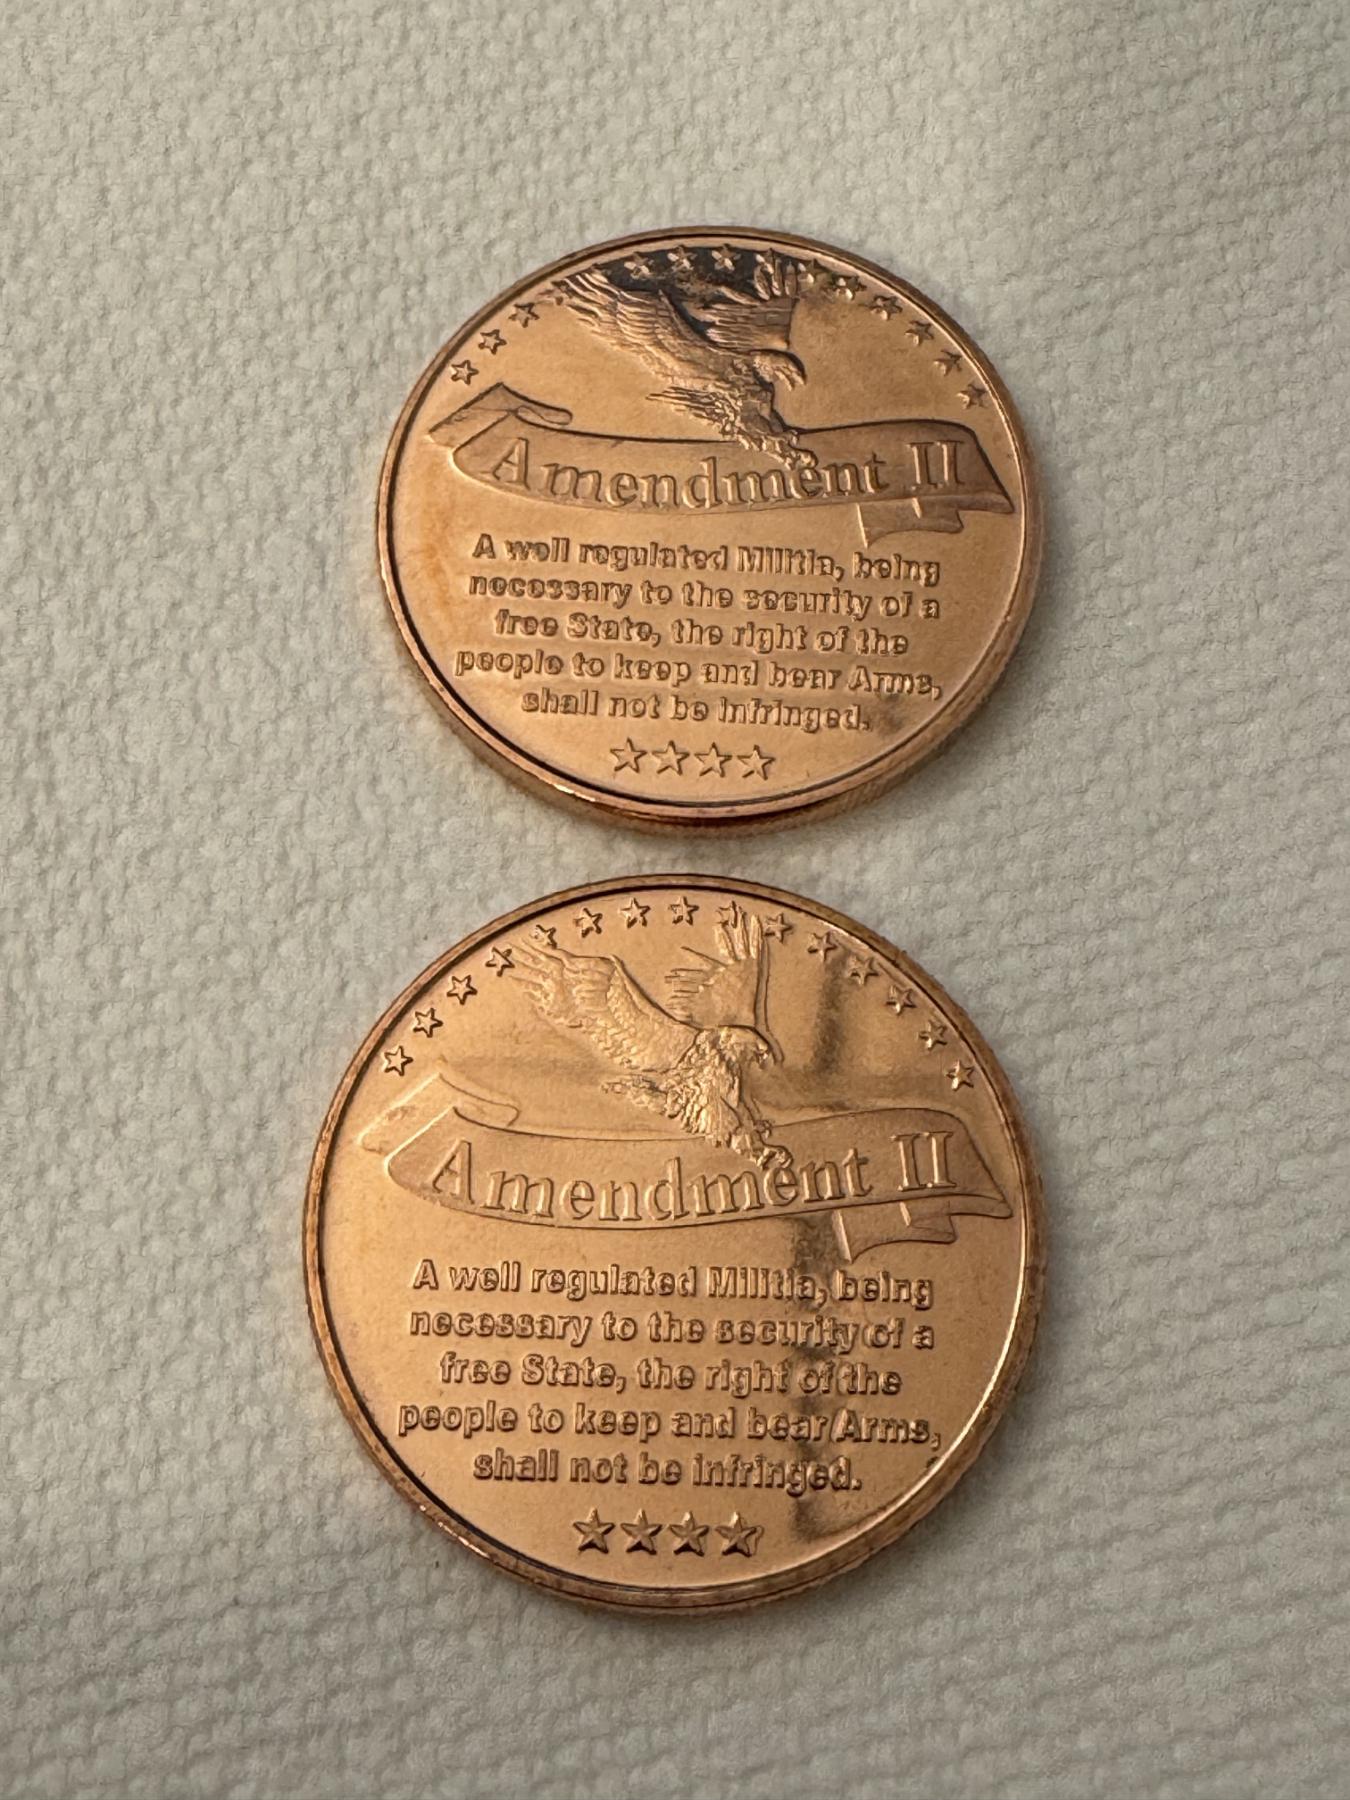 Amendment II
A well regulated Militia, being
necessary to the security of a
free State, the right of the
people to keep and bear Arms,
shall not be infringed.
Amendment II
A well regulated Militia, being
necessary to the security of a
free State, the right of the
people to keep and bear Arms,
shall not be infringed.